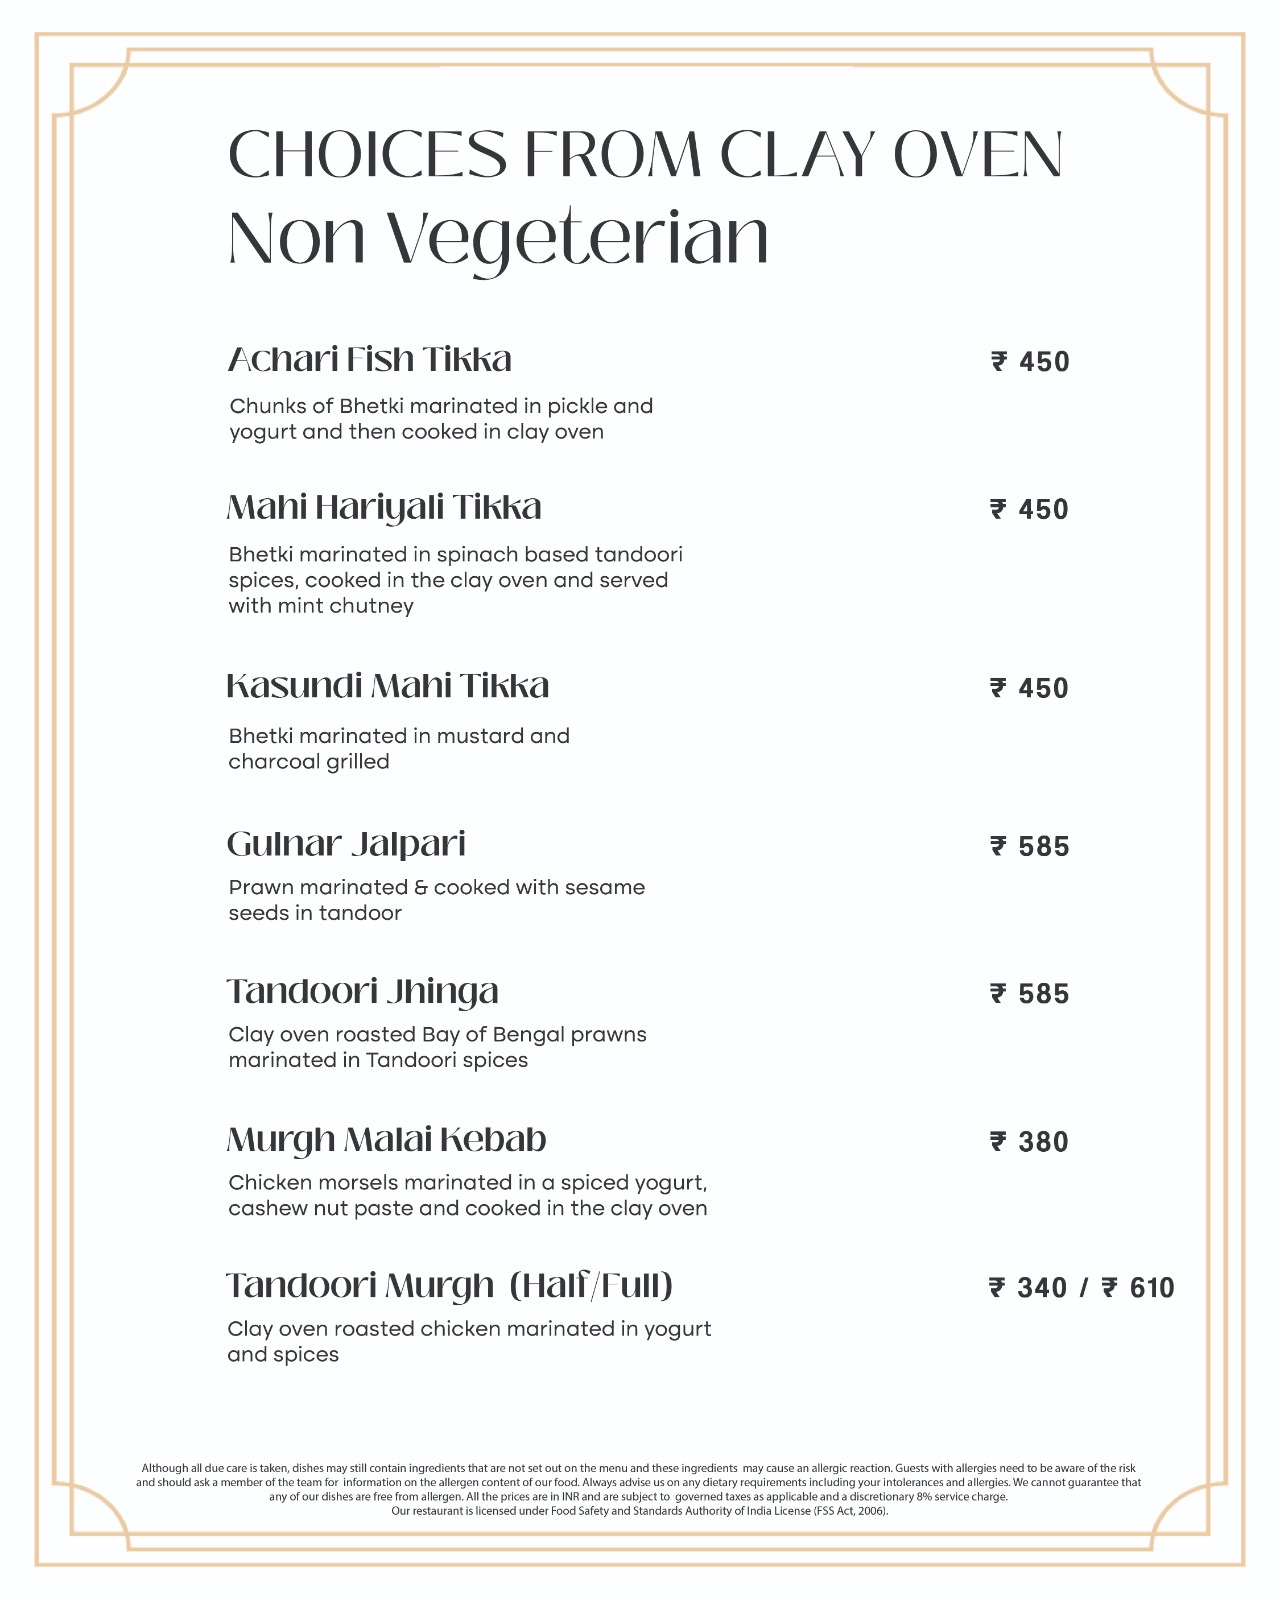 CHOICES FROM CLAY OVEN
Non Vegeterian
Achari Fish Tikka ₹ 450
Chunks of Bhetki marinated in pickle and
yogurt and then cooked in clay oven
Mahi Hariyali Tikka ₹ 450
Bhetki marinated in spinach based tandoori
spices, cooked in the clay oven and served
with mint chutney
Kasundi Mahi Tikka ₹ 450
Bhetki marinated in mustard and
charcoal grilled
Gulnar Jalpari ₹ 585
Prawn marinated & cooked with sesame
seeds in tandoor
Tandoori Jhinga ₹ 585
Clay oven roasted Bay of Bengal prawns
marinated in Tandoori spices
Murgh Malai Kebab ₹ 380
Chicken morsels marinated in a spiced yogurt,
cashew nut paste and cooked in the clay oven
Tandoori Murgh (Half/Full) ₹ 340 / ₹ 610
Clay oven roasted chicken marinated in yogurt
and spices
Although all due care is taken, dishes may still contain ingredients that are not set out on the menu and these ingredients may cause an allergic reaction. Guests with allergies need to be aware of the risk
and should ask a member of the team for information on the allergen content of our food. Always advise us on any dietary requirements including your intolerances and allergies. We cannot guarantee that
any of our dishes are free from allergen. All the prices are in INR and are subject to governed taxes as applicable and a discretionary 8% service charge.
Our restaurant is licensed under Food Safety and Standards Authority of India License (FSS Act, 2006).